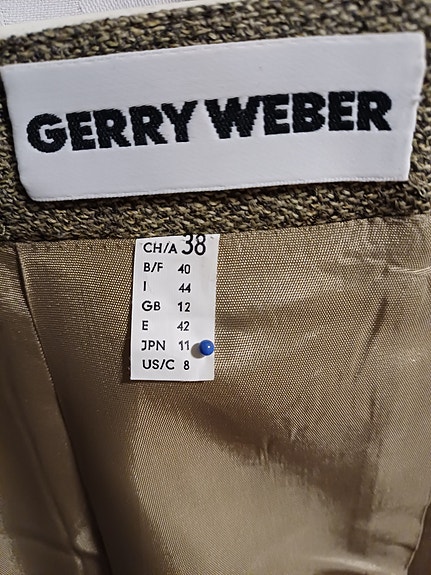 GERRY WEBER
CH/A 38
B/F 40
I 44
GB 12
E 42
JPN 11
US/C 8